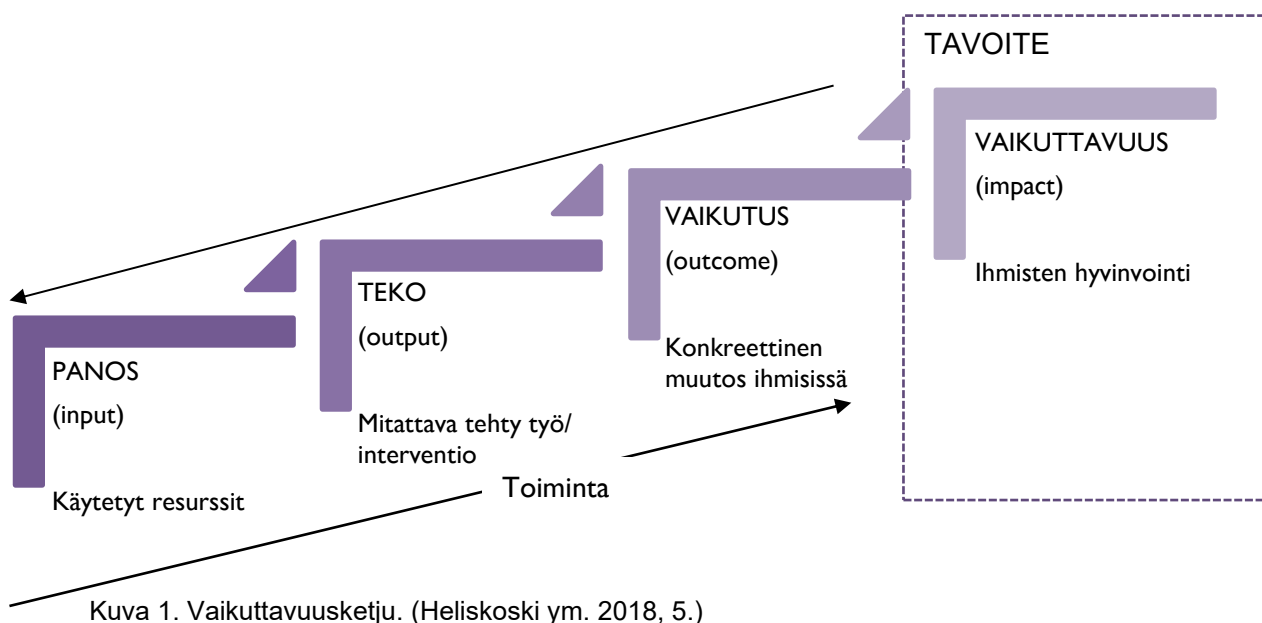 TAVOITE
VAIKUTTAVUUS
(impact)
Ihmisten hyvinvointi
VAIKUTUS
(outcome)
Konkreettinen
muutos ihmisissä
TEKO
(output)
Mitattava tehty työ/
interventio
PANOS
(input)
Käytetyt resurssit
Toiminta
Kuva 1. Vaikuttavuusketju. (Heliskoski ym. 2018, 5.)